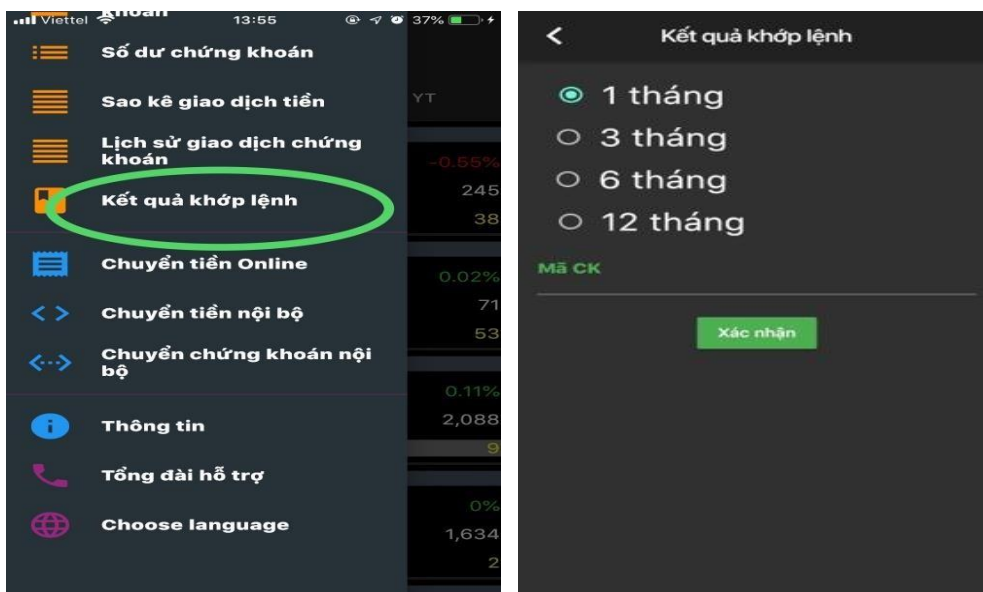 Viettel
khoán
13:55
37%
Số dư chứng khoán
Sao kê giao dịch tiền
Lịch sử giao dịch chứng
khoán
Kết quả khớp lệnh
Chuyển tiền Online
Chuyển tiền nội bộ
Chuyển chứng khoán nội
bộ
Thông tin
Tổng đài hỗ trợ
Choose language
YT
-0.55%
245
38
0.02%
71
53
0.11%
2,088
9
0%
1,634
2
Kết quả khớp lệnh
1 tháng
3 tháng
6 tháng
12 tháng
Mã CK
Xác nhận